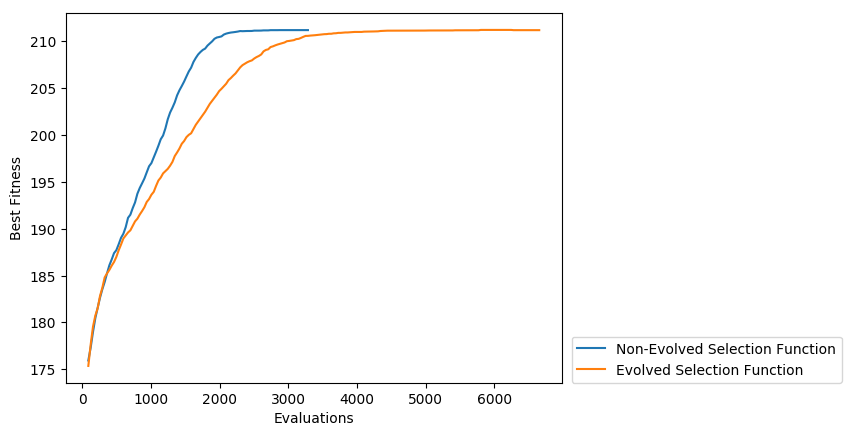 210
205
200
195
190
185
180
175
Best Fitness
0 1000 2000 3000 4000 5000 6000
Evaluations
Non-Evolved Selection Function
Evolved Selection Function